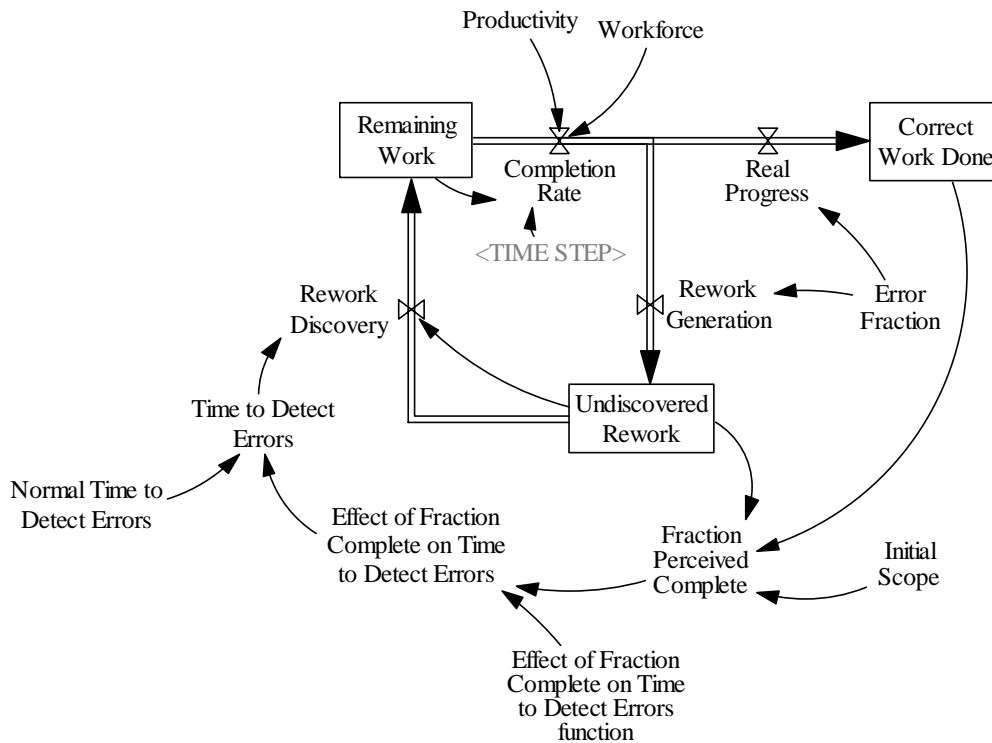 Productivity
Workforce
Remaining
Work
Completion
Rate
Real
Progress
Correct
Work Done
<TIME STEP>
Rework
Discovery
Rework
Generation
Error
Fraction
Time to Detect
Errors
Undiscovered
Rework
Normal Time to
Detect Errors
Effect of Fraction
Complete on Time
to Detect Errors
Fraction
Perceived
Complete
Initial
Scope
Effect of Fraction
Complete on Time
to Detect Errors
function